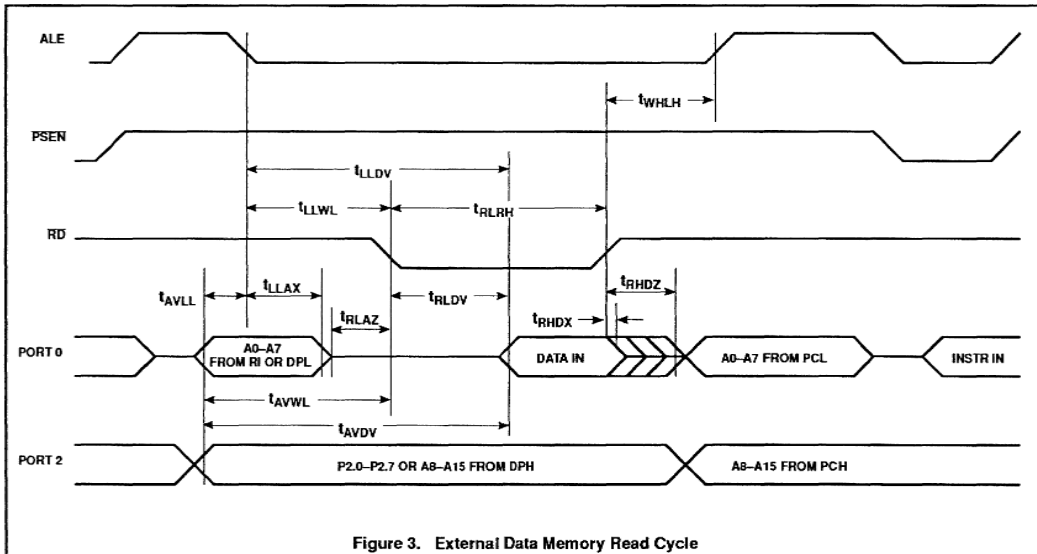 ALE
tWHLH
PSEN
tLLDV
tLLWL
tRLRH
RD
tAVLL
tLLAX
tRLDV
tRHDZ
tRLAZ
tRHDX
PORT 0
A0–A7
FROM RI OR DPL
DATA IN
A0–A7 FROM PCL
INSTR IN
tAVWL
tAVDV
PORT 2
P2.0–P2.7 OR A8–A15 FROM DPH
A8–A15 FROM PCH
Figure 3. External Data Memory Read Cycle